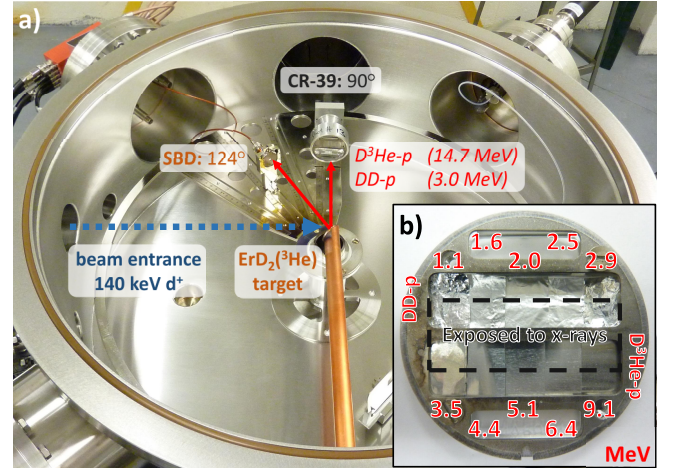 a)
CR-39: 90°
SBD: 124°
D³He-p (14.7 MeV)
DD-p (3.0 MeV)
beam entrance
140 keV d⁺
ErD₂(³He)
target
b)
1.6 2.5
1.1 2.0 2.9
DD-p
Exposed to x-rays
D³He-p
3.5 5.1 9.1
4.4 6.4
MeV